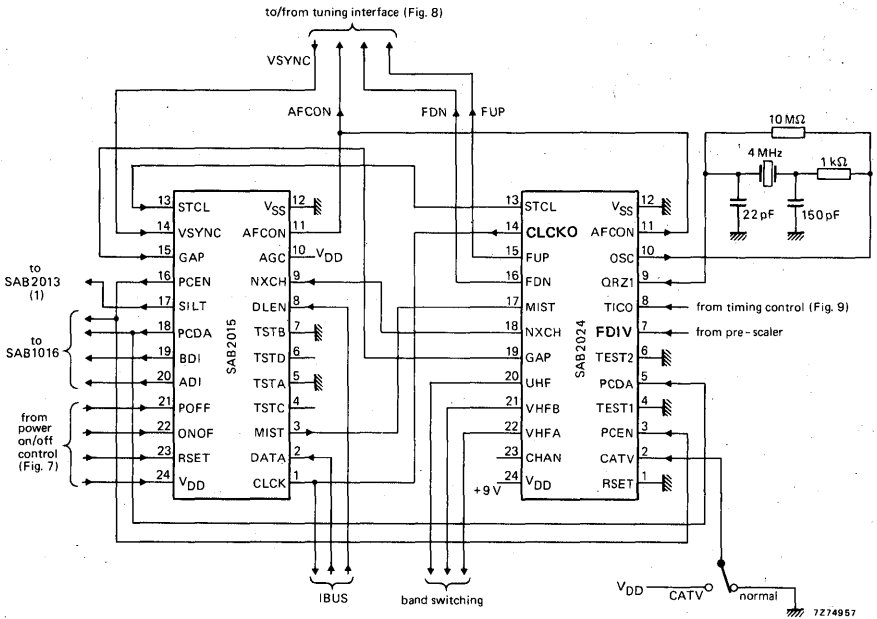 to/from tuning interface (Fig. 8)
VSYNC
AFCON
FDN
FUP
10 MΩ
4 MHz
1 kΩ
22 pF
150 pF
13 STCL
14 VSYNC
15 GAP
16 PCEN
17 SILT
18 PCDA
19 BDI
20 ADI
21 POFF
22 ONOF
23 RSET
24 VDD
SAB2015
VSS 12
AFCON 11
AGC 10 VDD
NXCH 9
DLEN 8
TSTB 7
TSTD 6
TSTA 5
TSTC 4
MIST 3
DATA 2
CLCK 1
to
SAB2013
(1)
to
SAB1016
from
power
on/off
control
(Fig. 7)
13 STCL
14 CLCKO
15 FUP
16 FDN
17 MIST
18 NXCH
19 GAP
20 UHF
21 VHFB
22 VHFA
23 CHAN
+9 V 24 VDD
SAB2024
VSS 12
AFCON 11
OSC 10
QRZ1 9
TICO 8 from timing control (Fig. 9)
FDIV 7 from pre-scaler
TEST2 6
PCDA 5
TEST1 4
PCEN 3
CATV 2
RSET 1
IBUS
band switching
VDD
CATV
normal
7Z74957